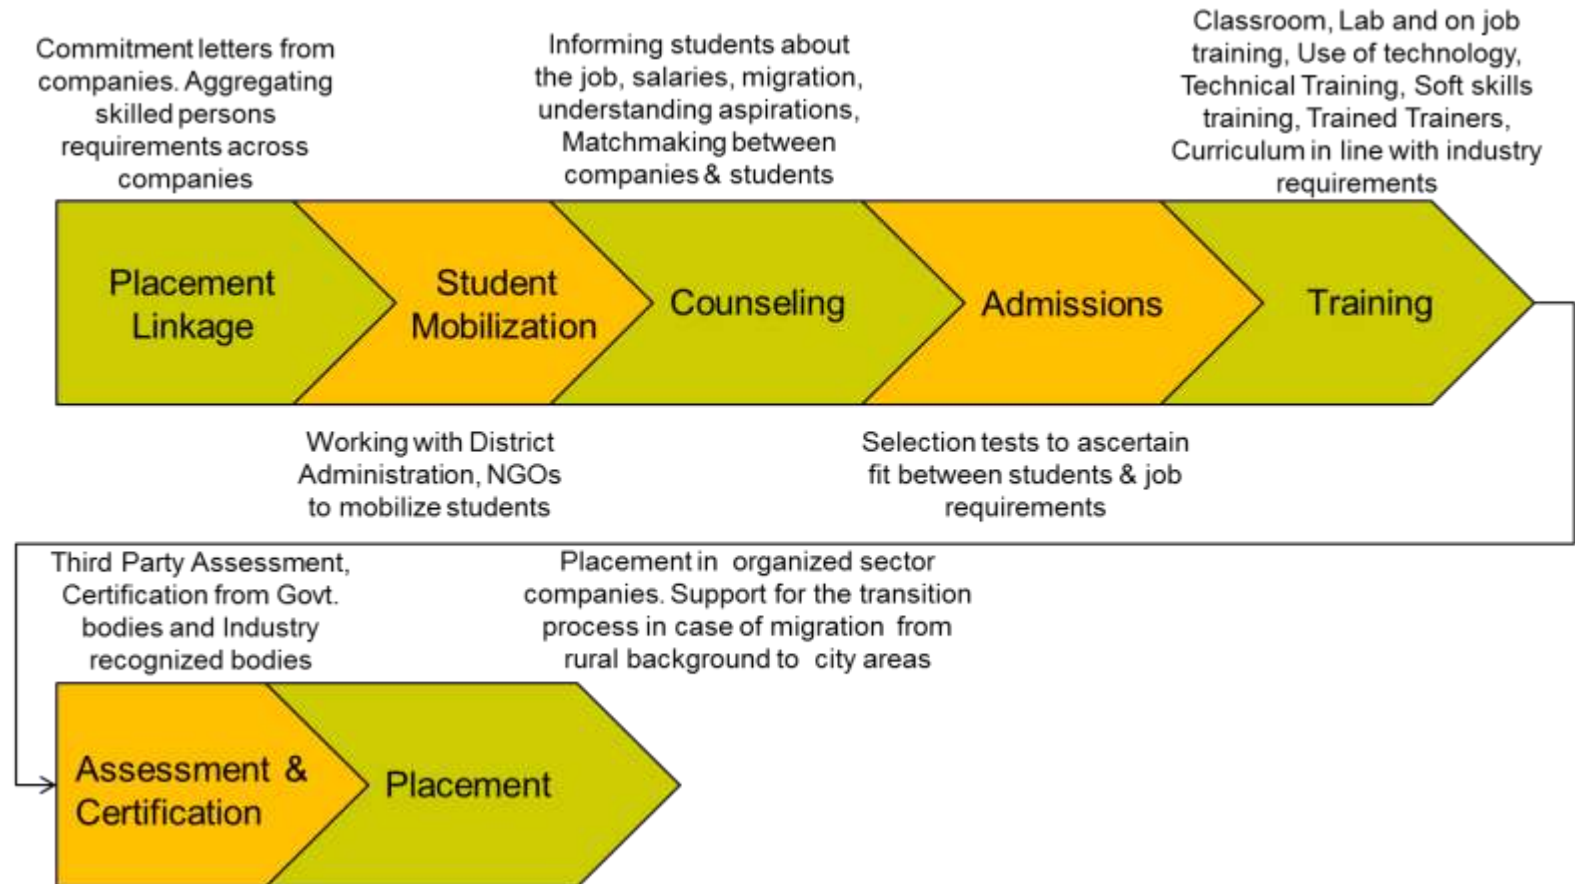 Commitment letters from
companies. Aggregating
skilled persons
requirements across
companies
Informing students about
the job, salaries, migration,
understanding aspirations,
Matchmaking between
companies & students
Classroom, Lab and on job
training, Use of technology,
Technical Training, Soft skills
training, Trained Trainers,
Curriculum in line with industry
requirements
Placement
Linkage
Student
Mobilization
Counseling
Admissions
Training
Working with District
Administration, NGOs
to mobilize students
Selection tests to ascertain
fit between students & job
requirements
Third Party Assessment,
Certification from Govt.
bodies and Industry
recognized bodies
Placement in organized sector
companies. Support for the transition
process in case of migration from
rural background to city areas
Assessment &
Certification
Placement